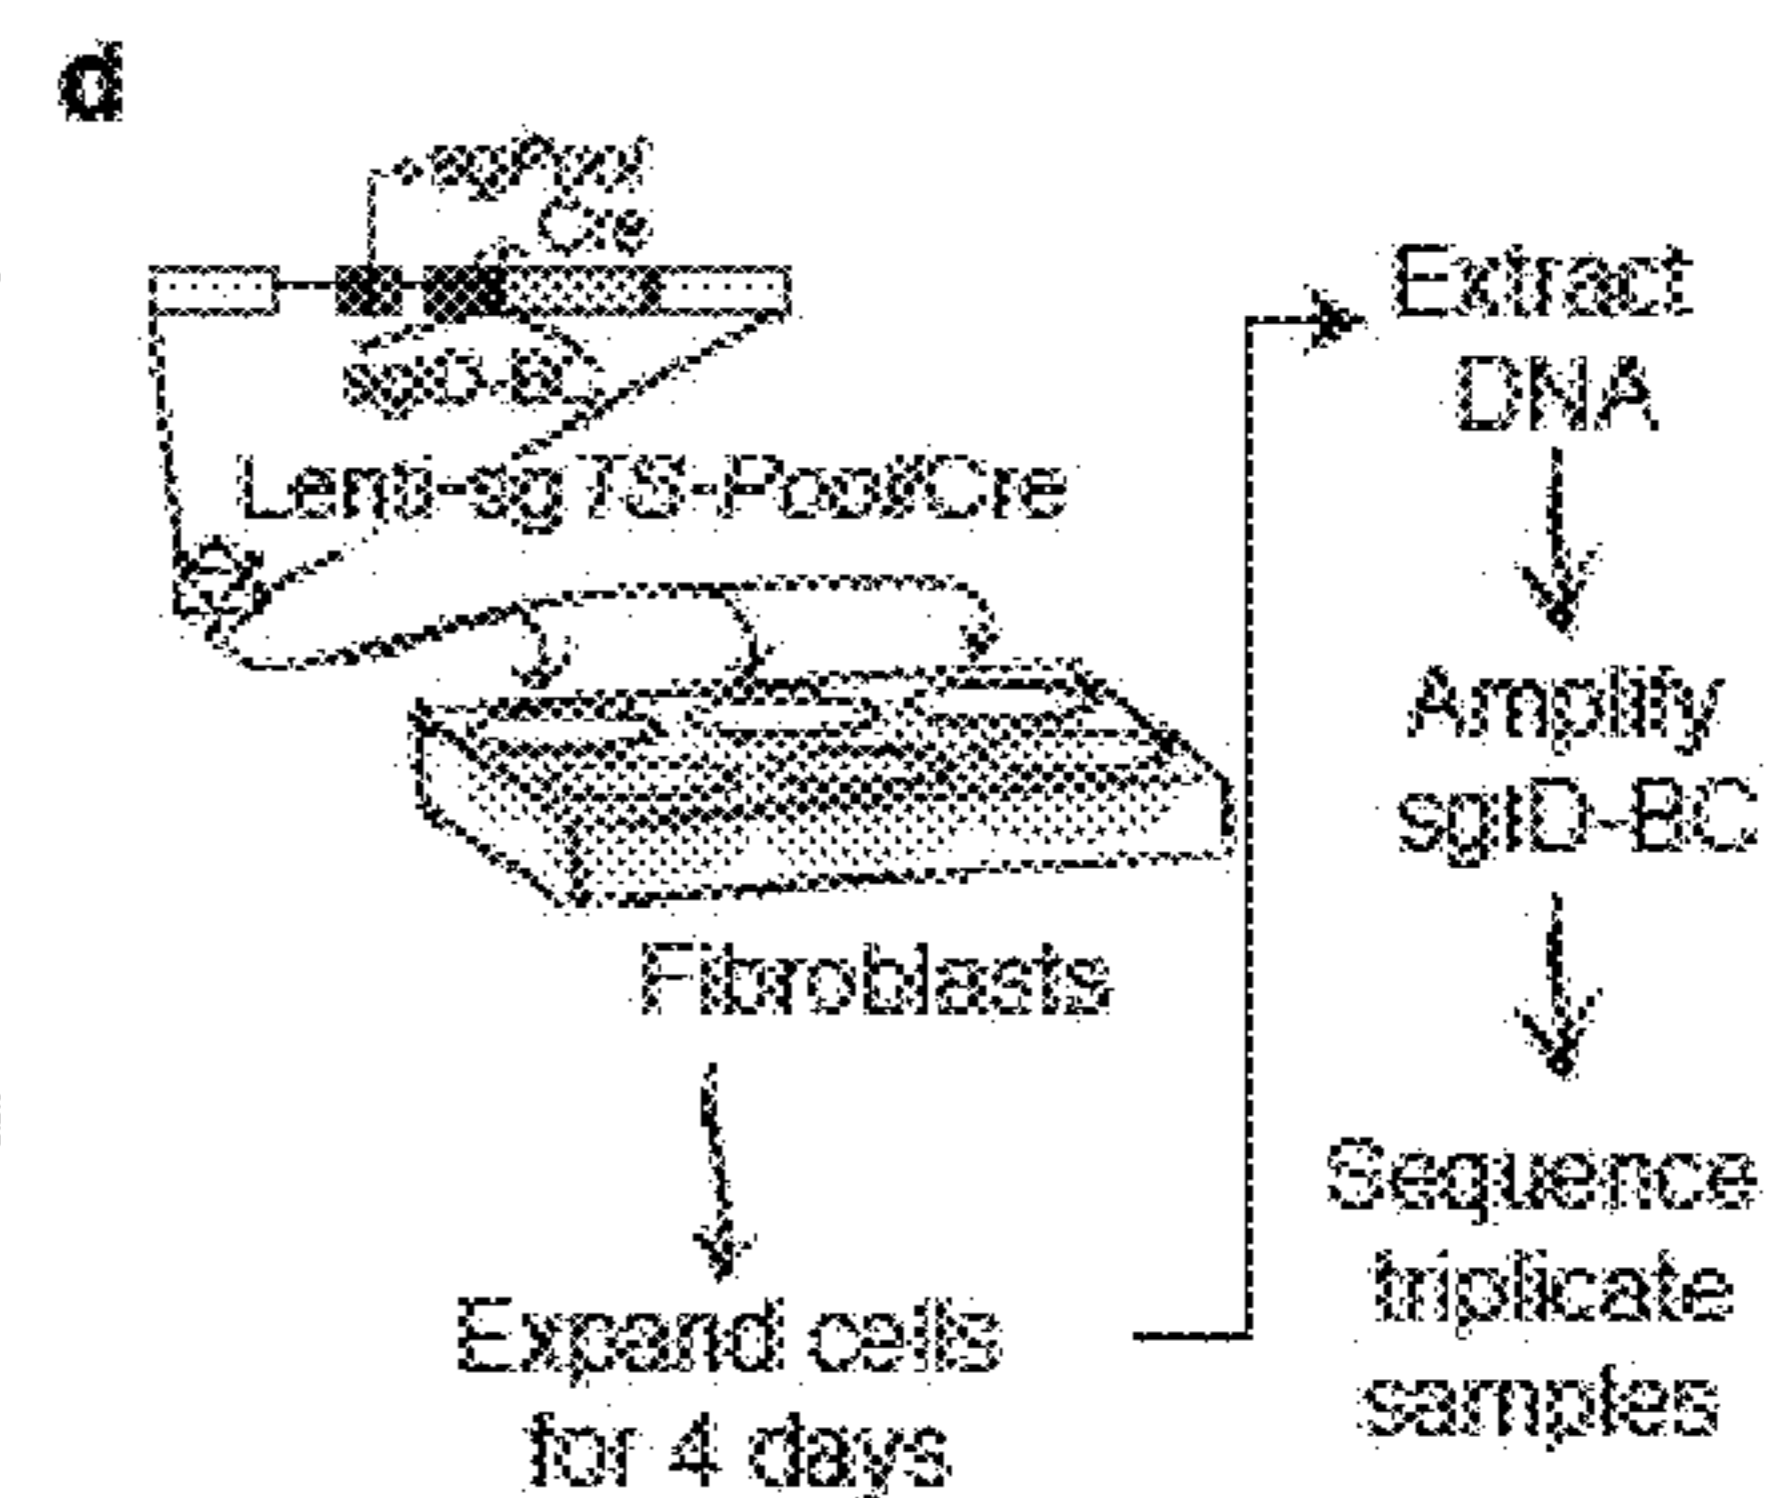 d
sgPool
Cre
sgID-BC
Lenti-sgTS-Pool/Cre
Fibroblasts
Expand cells
for 4 days
Extract
DNA
Amplify
sgID-BC
Sequence
triplicate
samples